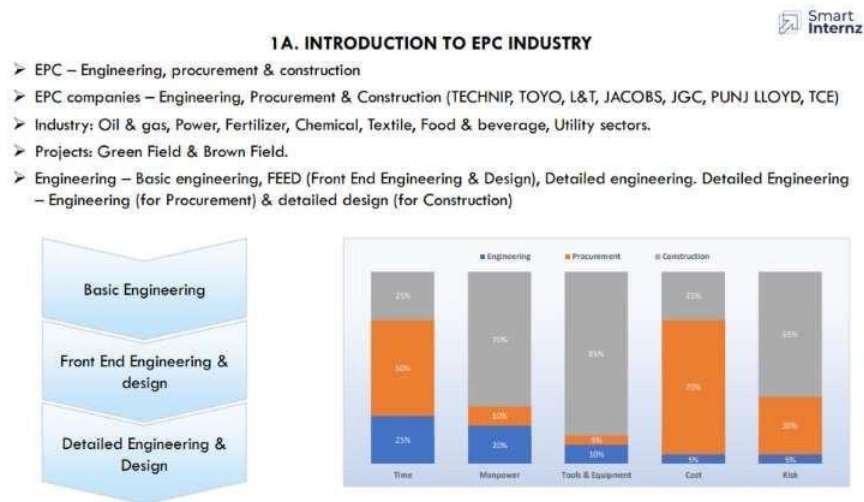 Smart
Internz
1A. INTRODUCTION TO EPC INDUSTRY
➢ EPC – Engineering, procurement & construction
➢ EPC companies – Engineering, Procurement & Construction (TECHNIP, TOYO, L&T, JACOBS, JGC, PUNJ LLOYD, TCE)
➢ Industry: Oil & gas, Power, Fertilizer, Chemical, Textile, Food & beverage, Utility sectors.
➢ Projects: Green Field & Brown Field.
➢ Engineering – Basic engineering, FEED (Front End Engineering & Design), Detailed engineering. Detailed Engineering
– Engineering (for Procurement) & detailed design (for Construction)
Basic Engineering
Front End Engineering &
design
Detailed Engineering &
Design
Engineering Procurement Construction
25% 70% 85% 25% 65%
50% 10% 5% 70% 30%
25% 20% 10% 5% 5%
Time Manpower Tools & Equipment Cost Risk